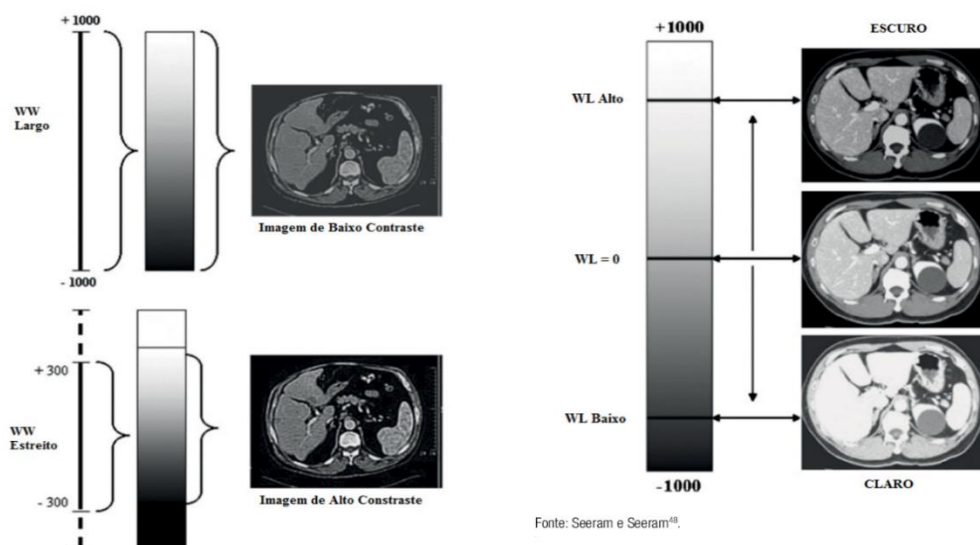 + 1000
WW
Largo
- 1000
Imagem de Baixo Contraste
+ 300
WW
Estreito
- 300
Imagem de Alto Constraste
+1000
ESCURO
WL Alto
WL = 0
WL Baixo
-1000
CLARO
Fonte: Seeram e Seeram⁴⁸.